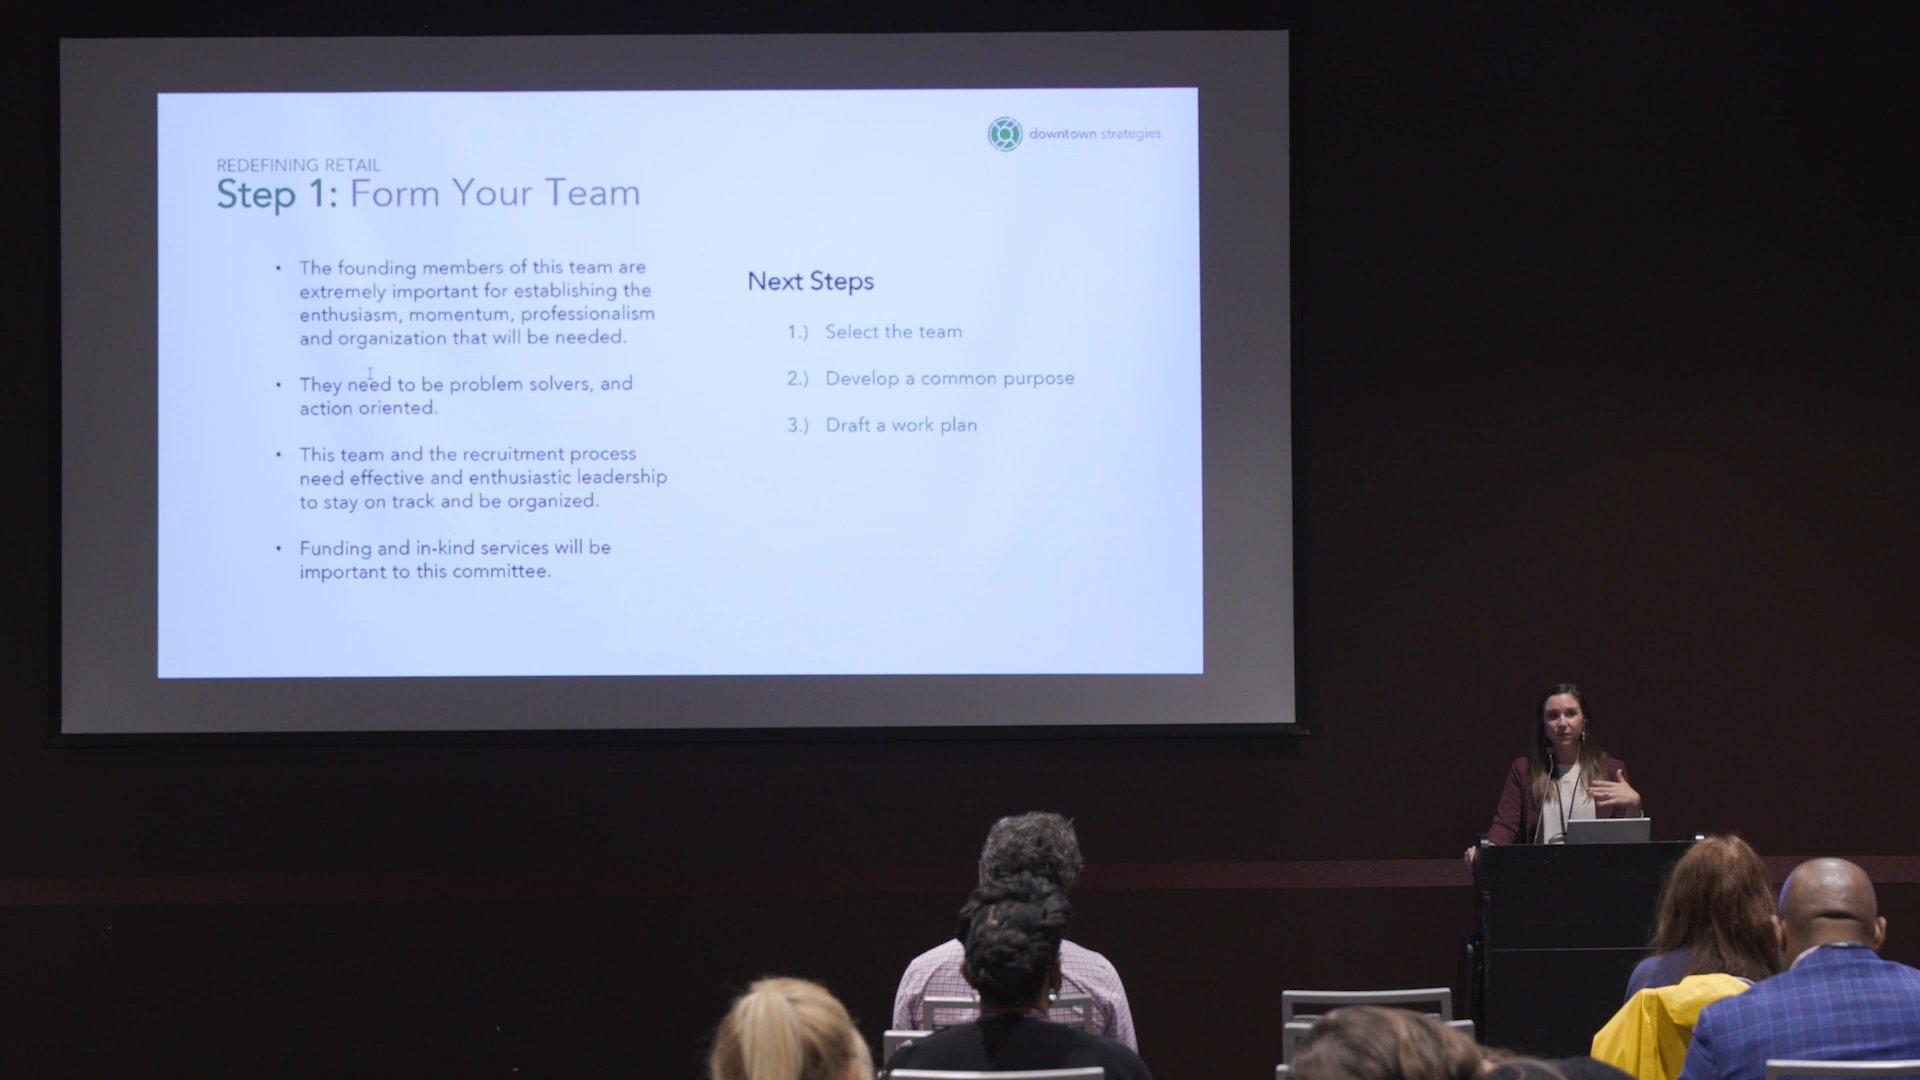 downtown strategies
REDEFINING RETAIL
Step 1: Form Your Team
• The founding members of this team are
extremely important for establishing the
enthusiasm, momentum, professionalism
and organization that will be needed.
• They need to be problem solvers, and
action oriented.
• This team and the recruitment process
need effective and enthusiastic leadership
to stay on track and be organized.
• Funding and in-kind services will be
important to this committee.
Next Steps
1.) Select the team
2.) Develop a common purpose
3.) Draft a work plan